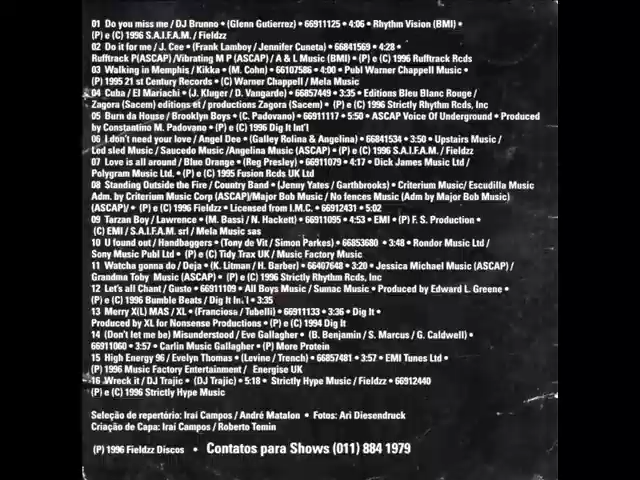 01 Do you miss me / DJ Brunno • (Glenn Gutierrez) • 66911125 • 4:06 • Rhythm Vision (BMI) •
(P) e (C) 1996 S.A.I.F.A.M. / Fieldzz
02 Do it for me / J. Cee • (Frank Lamboy / Jennifer Cuneta) • 66841569 • 4:28 •
Rufftrack P(ASCAP) /Vibrating M P (ASCAP) / A & L Music (BMI) • (P) e (C) 1996 Rufftrack Rcds
03 Walking in Memphis / Kikka • (M. Cohn) • 66107586 • 4:00 • Publ Warner Chappell Music •
(P) 1995 21 st Century Records • (C) Warner Chappell / Mela Music
04 Cuba / El Mariachi • (J. Kluger / D. Vangarde) • 66857449 • 3:35 • Editions Bleu Blanc Rouge /
Zagora (Sacem) editions et / productions Zagora (Sacem) • (P) e (C) 1996 Strictly Rhythm Rcds, Inc
05 Burn da House / Brooklyn Boys • (C. Padovano) • 66911117 • 5:50 • ASCAP Voice Of Underground • Produced
by Constantino M. Padovano • (P) e (C) 1996 Dig It Int'l
06 I don't need your love / Angel Dee • (Galley Rolina & Angelina) • 66841534 • 3:50 • Upstairs Music /
Led sled Music / Saucedo Music /Angelina Music (ASCAP) • (P) e (C) 1996 S.A.I.F.A.M. / Fieldzz
07 Love is all around / Blue Orange • (Reg Presley) • 66911079 • 4:17 • Dick James Music Ltd /
Polygram Music Ltd. • (P) e (C) 1995 Fusion Rcds UK Ltd
08 Standing Outside the Fire / Country Band • (Jenny Yates / Garthbrooks) • Criterium Music/ Escudilla Music
Adm. by Criterium Music Corp (ASCAP)/Major Bob Music / No fences Music (Adm by Major Bob Music)
(ASCAP)/ • (P) e (C) 1996 Fieldzz • Licensed from I.M.C. • 66912431 • 5:02
09 Tarzan Boy / Lawrence • (M. Bassi / N. Hackett) • 66911095 • 4:53 • EMI • (P) F. S. Production •
(C) EMI / S.A.I.F.AM. srl / Mela Music sas
10 U found out / Handbaggers • (Tony de Vit / Simon Parkes) • 66853680 • 3:48 • Rondor Music Ltd /
Sony Music Publ Ltd • (P) e (C) Tidy Trax UK / Music Factory Music
11 Watcha gonna do / Deja • (K. Litman / H. Barber) • 66407648 • 3:20 • Jessica Michael Music (ASCAP) /
Grandma Toby Music (ASCAP) • (P) e (C) 1996 Strictly Rhythm Rcds, Inc
12 Let's all Chant / Gusto • 66911109 • All Boys Music / Sumac Music • Produced by Edward L. Greene •
(P) e (C) 1996 Bumble Beats / Dig It Int'l • 3:35
13 Merry X(L) MAS / XL • (Franciosa / Tubelli) • 66911133 • 3:36 • Dig It •
Produced by XL for Nonsense Productions • (P) e (C) 1994 Dig It
14 (Don't let me be) Misunderstood / Eve Gallagher • (B. Benjamin / S. Marcus / G. Caldwell) •
66911060 • 3:57 • Carlin Music Gallagher • (P) More Protein
15 High Energy 96 / Evelyn Thomas • (Levine / Trench) • 66857481 • 3:57 • EMI Tunes Ltd •
(P) 1996 Music Factory Entertainment / Energise UK
16 Wreck it / DJ Trajic • (DJ Trajic) • 5:18 • Strictly Hype Music / Fieldzz • 66912440
(P) e (C) 1996 Strictly Hype Music
Seleção de repertório: Iraí Campos / André Matalon • Fotos: Ari Diesendruck
Criação de Capa: Iraí Campos / Roberto Temin
(P) 1996 Fieldzz Discos • Contatos para Shows (011) 884 1979